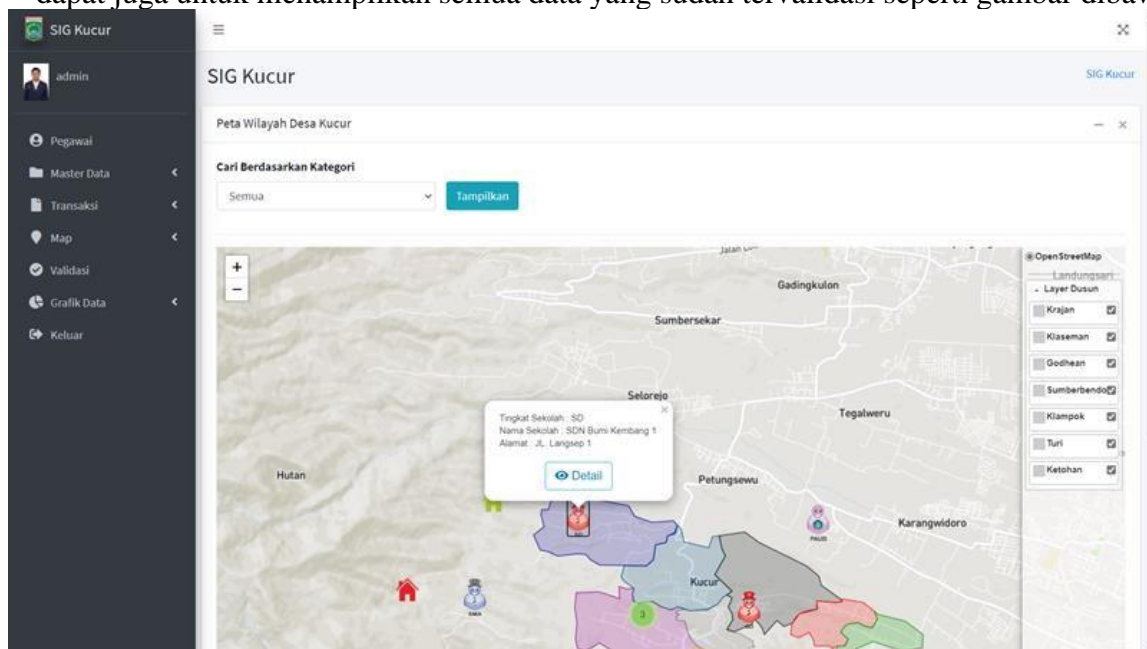 dapat juga untuk menampilkan semua data yang sudah tervalidasi seperti gambar
SIG Kucur
admin
Pegawai
Master Data
Transaksi
Map
Validasi
Grafik Data
Keluar
SIG Kucur
SIG Kucur
Peta Wilayah Desa Kucur
Cari Berdasarkan Kategori
Semua
Tampilkan
+
−
OpenStreetMap
Landungsari
Layer Dusun
Krajan
Klaseman
Godhean
Sumberbendo
Klampok
Turi
Ketohan
Gadingkulon
Sumbersekar
Selorejo
Tegalweru
Tingkat Sekolah : SD
Nama Sekolah : SDN Bumi Kembang 1
Alamat : JL. Langsep 1
Detail
Hutan
Petungsewu
Karangwidoro
PAUD
Kucur
3